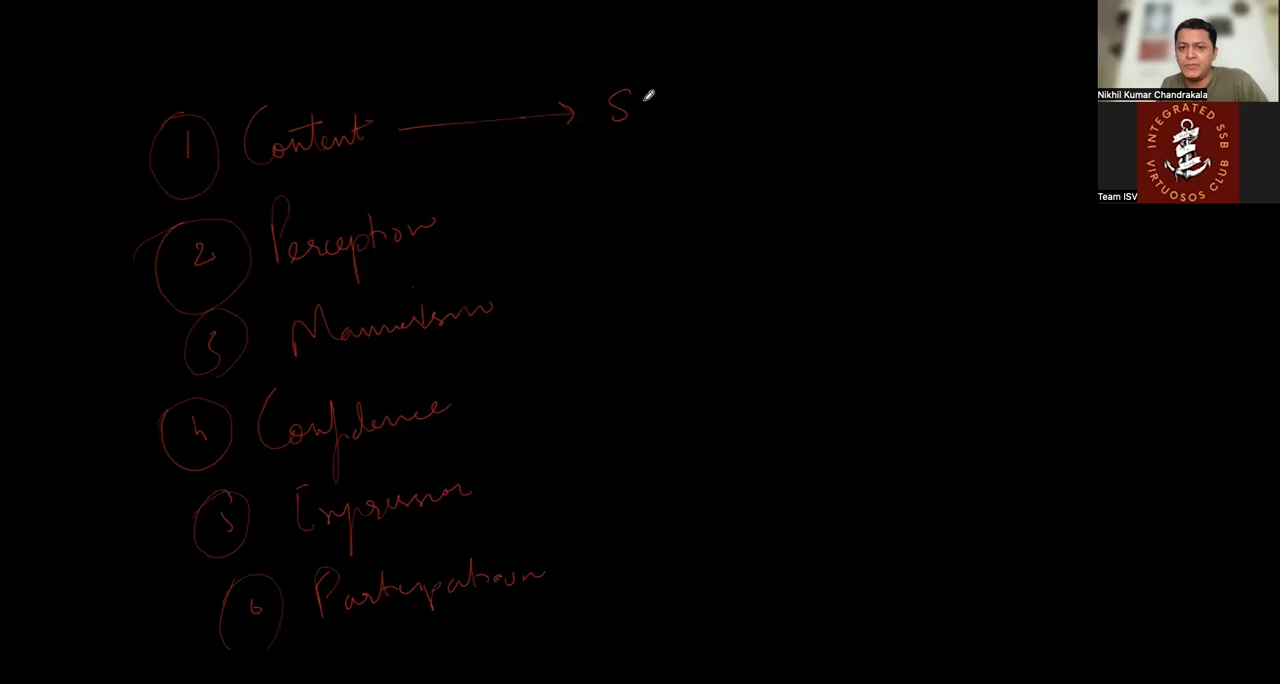 1 Content → S
2 Perception
3 Mannerism
4 Confidence
5 Expression
6 Participation
Nikhil Kumar Chandrakala
INTEGRATED SSB
VIRTUOSOS CLUB
Team ISV